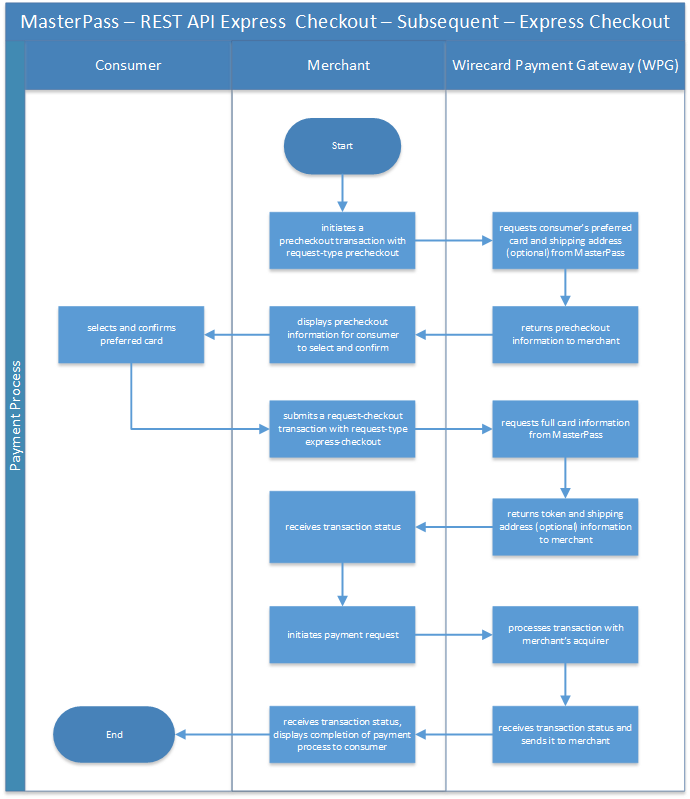 MasterPass – REST API Express Checkout – Subsequent – Express Checkout
Consumer
Merchant
Wirecard Payment Gateway (WPG)
Payment Process
Start
initiates a
precheckout transaction with
request-type precheckout
requests consumer's preferred
card and shipping address
(optional) from MasterPass
selects and confirms
preferred card
displays precheckout
information for consumer
to select and confirm
returns precheckout
information to merchant
submits a request-checkout
transaction with request-type
express-checkout
requests full card information
from MasterPass
receives transaction status
returns token and shipping
address (optional) information
to merchant
initiates payment request
processes transaction with
merchant's acquirer
End
receives transaction status,
displays completion of payment
process to consumer
receives transaction status and
sends it to merchant